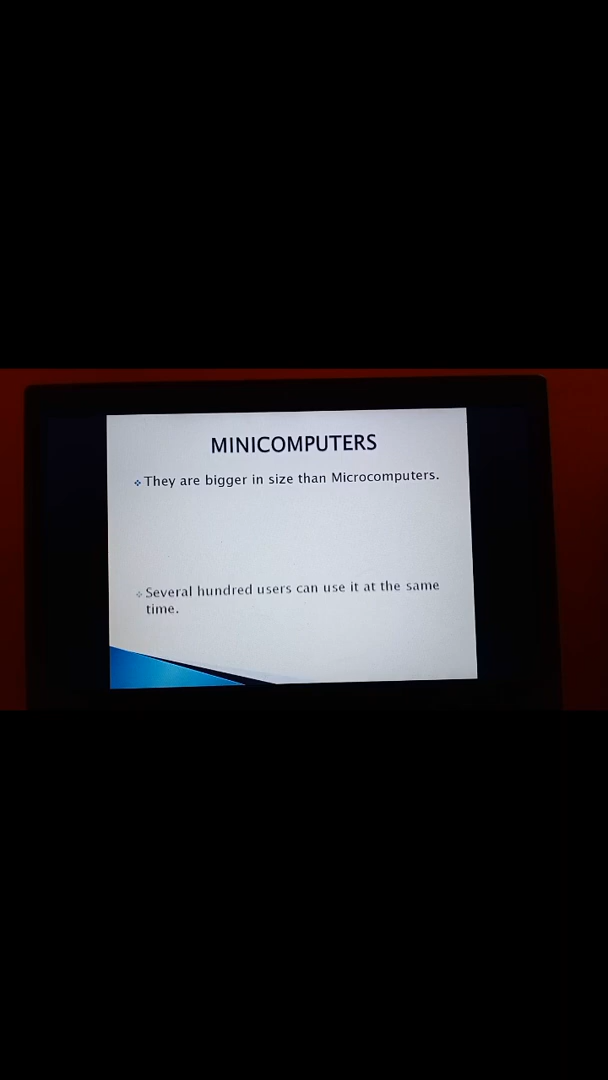 MINICOMPUTERS
❖ They are bigger in size than Microcomputers.
❖ Several hundred users can use it at the same
time.